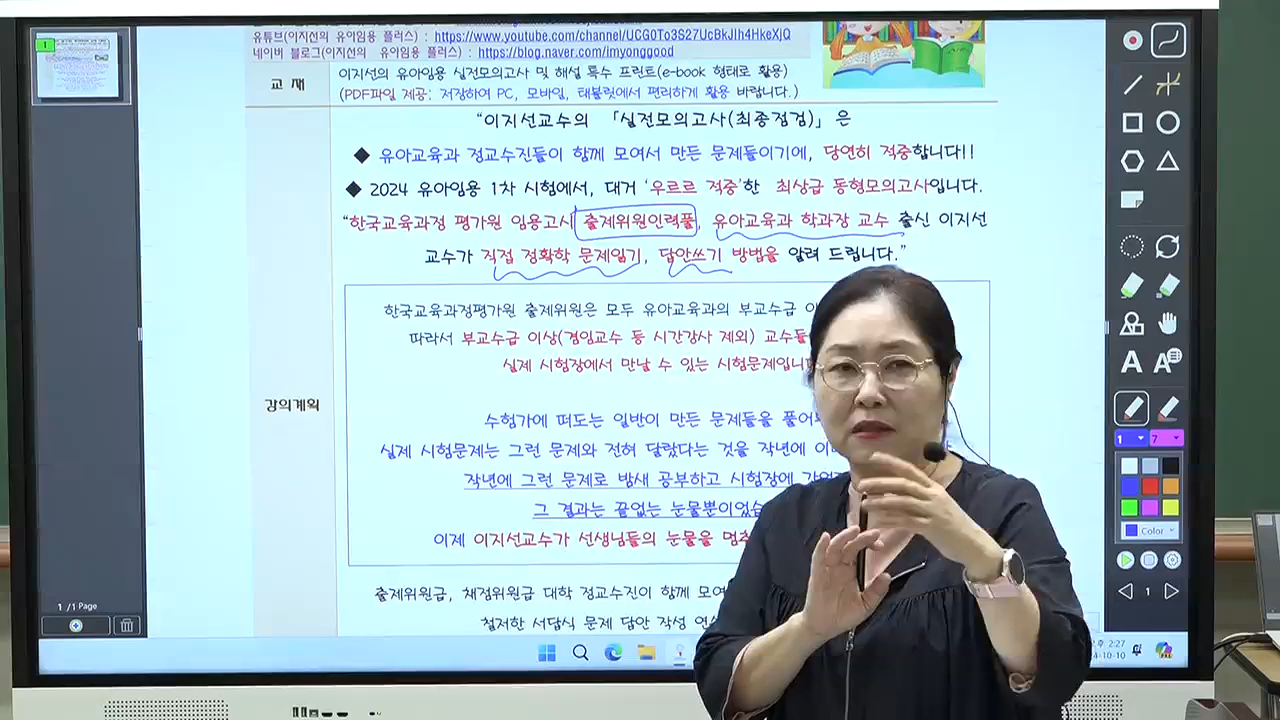 유튜브(이지선의 유아임용 플러스) : https://www.youtube.com/channel/UCG0To3S27UcBkJIh4HkeXJQ
네이버 블로그(이지선의 유아임용 플러스) : https://blog.naver.com/imyonggood
교 재
이지선의 유아임용 실전모의고사 및 해설 특수 프린트(e-book 형태로 활용)
(PDF파일 제공: 저장하여 PC, 모바일, 태블릿에서 편리하게 활용 바랍니다.)
“이지선교수의 「실전모의고사(최종점검)」은
◆ 유아교육과 정교수진들이 함께 모여서 만든 문제들이기에, 당연히 적중합니다!!
◆ 2024 유아임용 1차 시험에서, 대거 ‘우르르 적중’한 최상급 동형모의고사입니다.
“한국교육과정 평가원 임용고시 출제위원인력풀, 유아교육과 학과장 교수 출신 이지선
교수가 직접 정확학 문제읽기, 답안쓰기 방법을 알려 드립니다.”
강의계획
한국교육과정평가원 출제위원은 모두 유아교육과의 부교수급
따라서 부교수급 이상(겸임교수 등 시간강사 제외) 교수들
실제 시험장에서 만날 수 있는 시험문제입니
수험가에 떠도는 일반이 만든 문제들을 풀어
실제 시험문제는 그런 문제와 전혀 달랐다는 것을 작년에
작년에 그런 문제로 밤새 공부하고 시험장에
그 결과는 끝없는 눈물뿐이었습
이제 이지선교수가 선생님들의 눈물을 멈추
출제위원급, 채점위원급 대학 정교수진이 함께 모여
철저한 서답식 문제 답안 작성 연
1
1 /1 Page
A
A
1
7
Color
1
오후 2:27